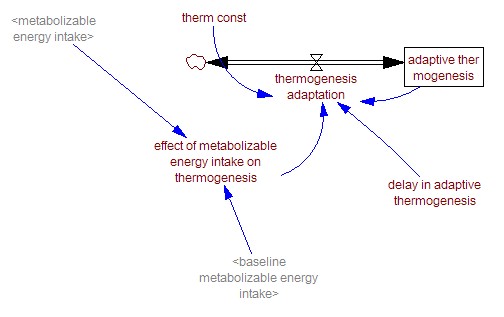 therm const
<metabolizable
energy intake>
adaptive ther
mogenesis
thermogenesis
adaptation
effect of metabolizable
energy intake on
thermogenesis
delay in adaptive
thermogenesis
<baseline
metabolizable energy
intake>